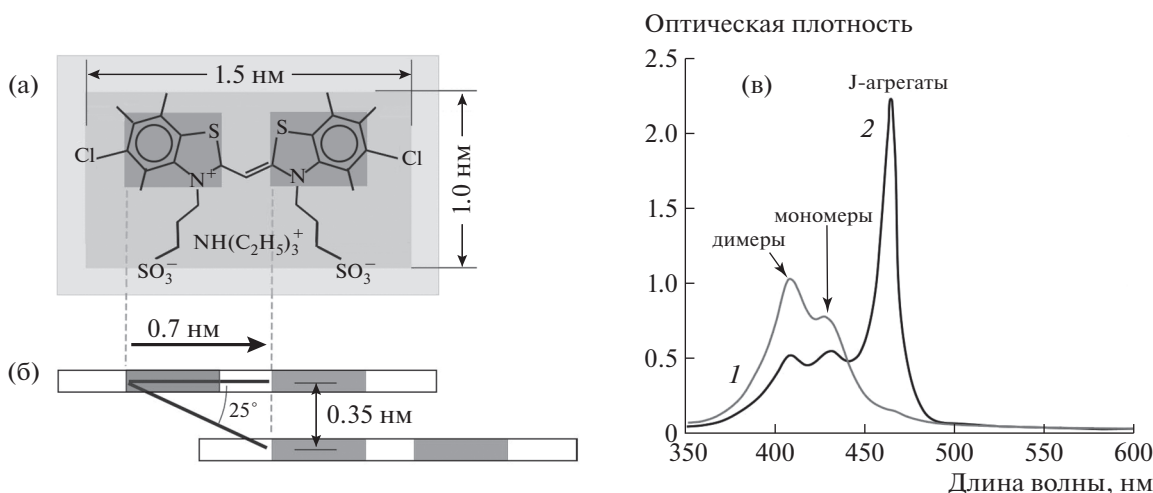 (а)
1.5 нм
S
S
Cl
Cl
N+
N
1.0 нм
NH(C2H5)3+
SO3−
SO3−
0.7 нм
(б)
25°
0.35 нм
Оптическая плотность
(в)
2.5
2.0
1.5
1.0
0.5
0
J-агрегаты
2
мономеры
димеры
1
350 400 450 500 550 600
Длина волны, нм